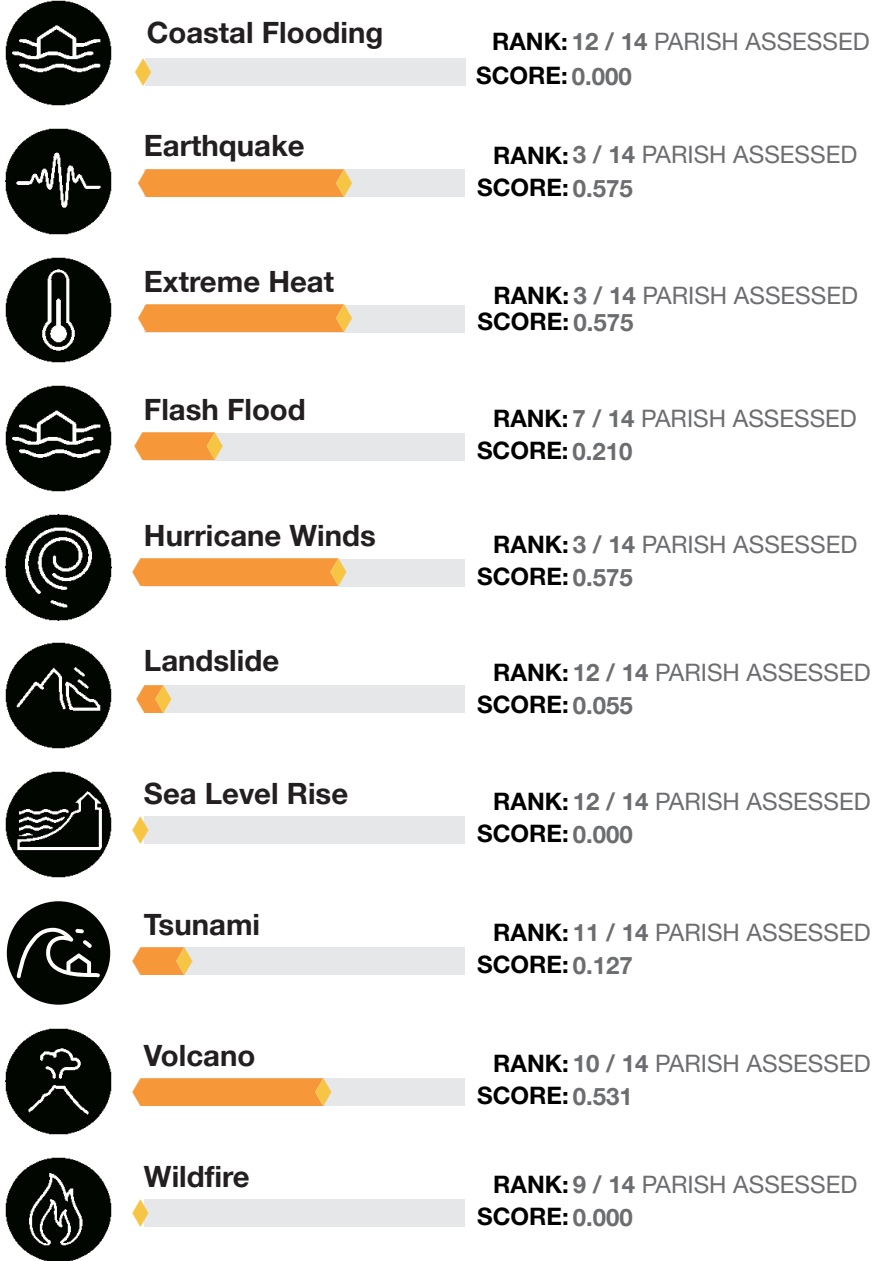 Coastal Flooding
RANK: 12 / 14 PARISH ASSESSED
SCORE: 0.000
Earthquake
RANK: 3 / 14 PARISH ASSESSED
SCORE: 0.575
Extreme Heat
RANK: 3 / 14 PARISH ASSESSED
SCORE: 0.575
Flash Flood
RANK: 7 / 14 PARISH ASSESSED
SCORE: 0.210
Hurricane Winds
RANK: 3 / 14 PARISH ASSESSED
SCORE: 0.575
Landslide
RANK: 12 / 14 PARISH ASSESSED
SCORE: 0.055
Sea Level Rise
RANK: 12 / 14 PARISH ASSESSED
SCORE: 0.000
Tsunami
RANK: 11 / 14 PARISH ASSESSED
SCORE: 0.127
Volcano
RANK: 10 / 14 PARISH ASSESSED
SCORE: 0.531
Wildfire
RANK: 9 / 14 PARISH ASSESSED
SCORE: 0.000